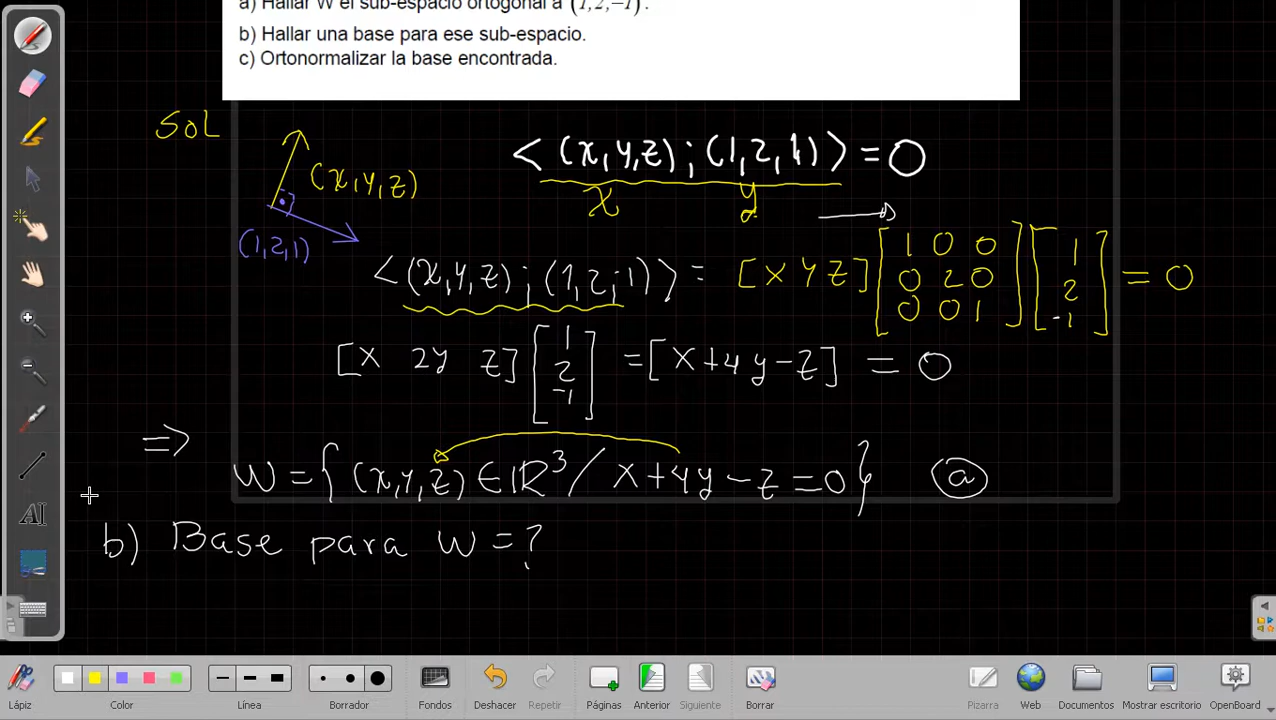 a) Hallar W el sub-espacio ortogonal a (1,2,−1).
b) Hallar una base para ese sub-espacio.
c) Ortonormalizar la base encontrada.
SOL
(x,y,z)
(1,2,1)
<(x,y,z);(1,2,1)> = 0
x y
<(x,y,z);(1,2,-1)> = [x y z] [1 0 0 0 2 0 0 0 1] [1 2 -1] = 0
[x 2y z] [1 2 -1] = [x+4y-z] = 0
=> W = {(x,y,z) ∈ IR³ / x+4y-z=0} (a)
b) Base para W = ?
Lápiz Color Línea Borrador Fondos Deshacer Repetir Páginas Anterior Siguiente Borrar Pizarra Web Documentos Mostrar escritorio OpenBoard